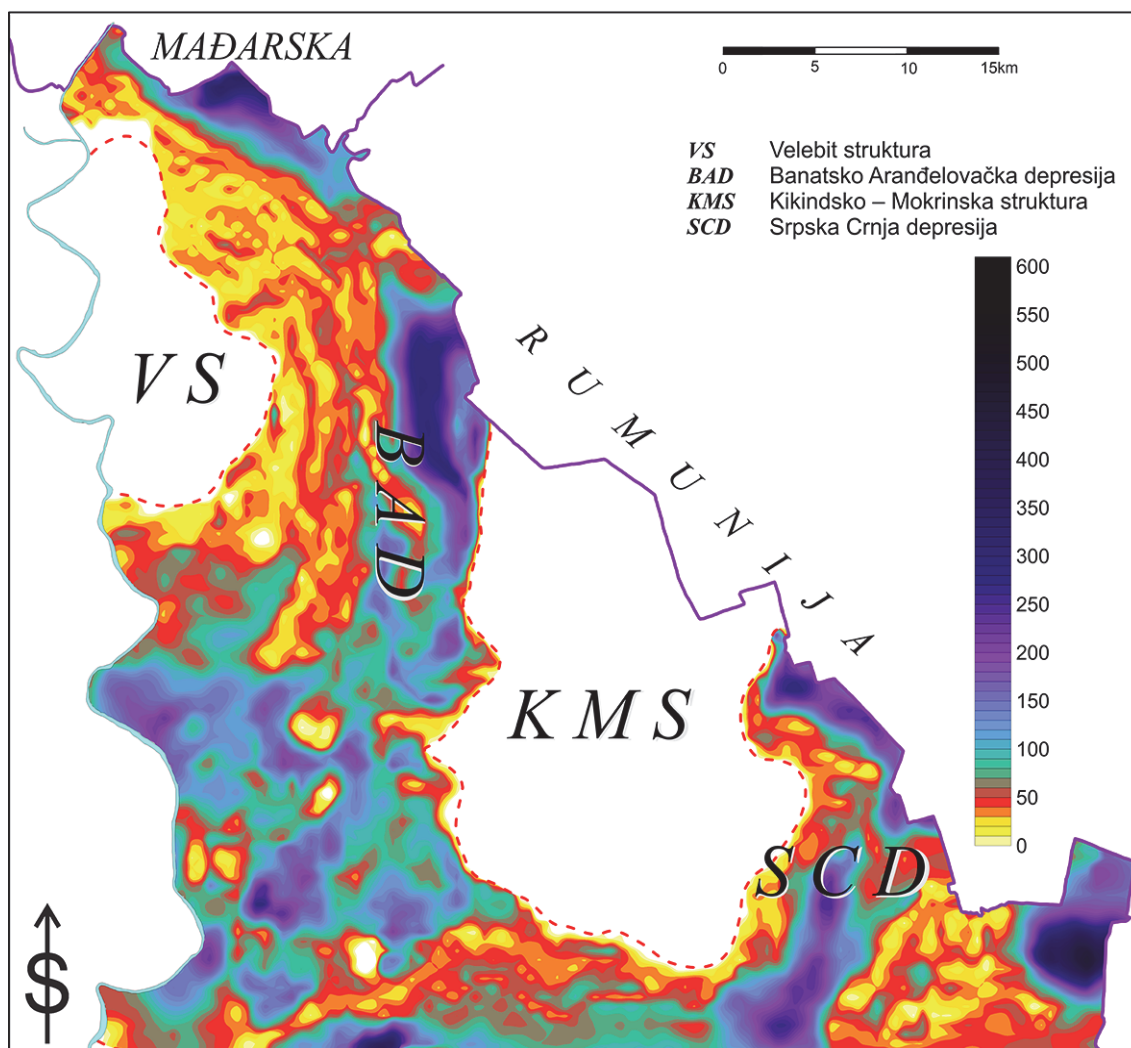 MAĐARSKA
0 5 10 15km
VS Velebit struktura
BAD Banatsko Aranđelovačka depresija
KMS Kikindsko – Mokrinska struktura
SCD Srpska Crnja depresija
600
550
500
450
400
350
300
250
200
150
100
50
0
RUMUNIJA
VS
BAD
KMS
SCD
S